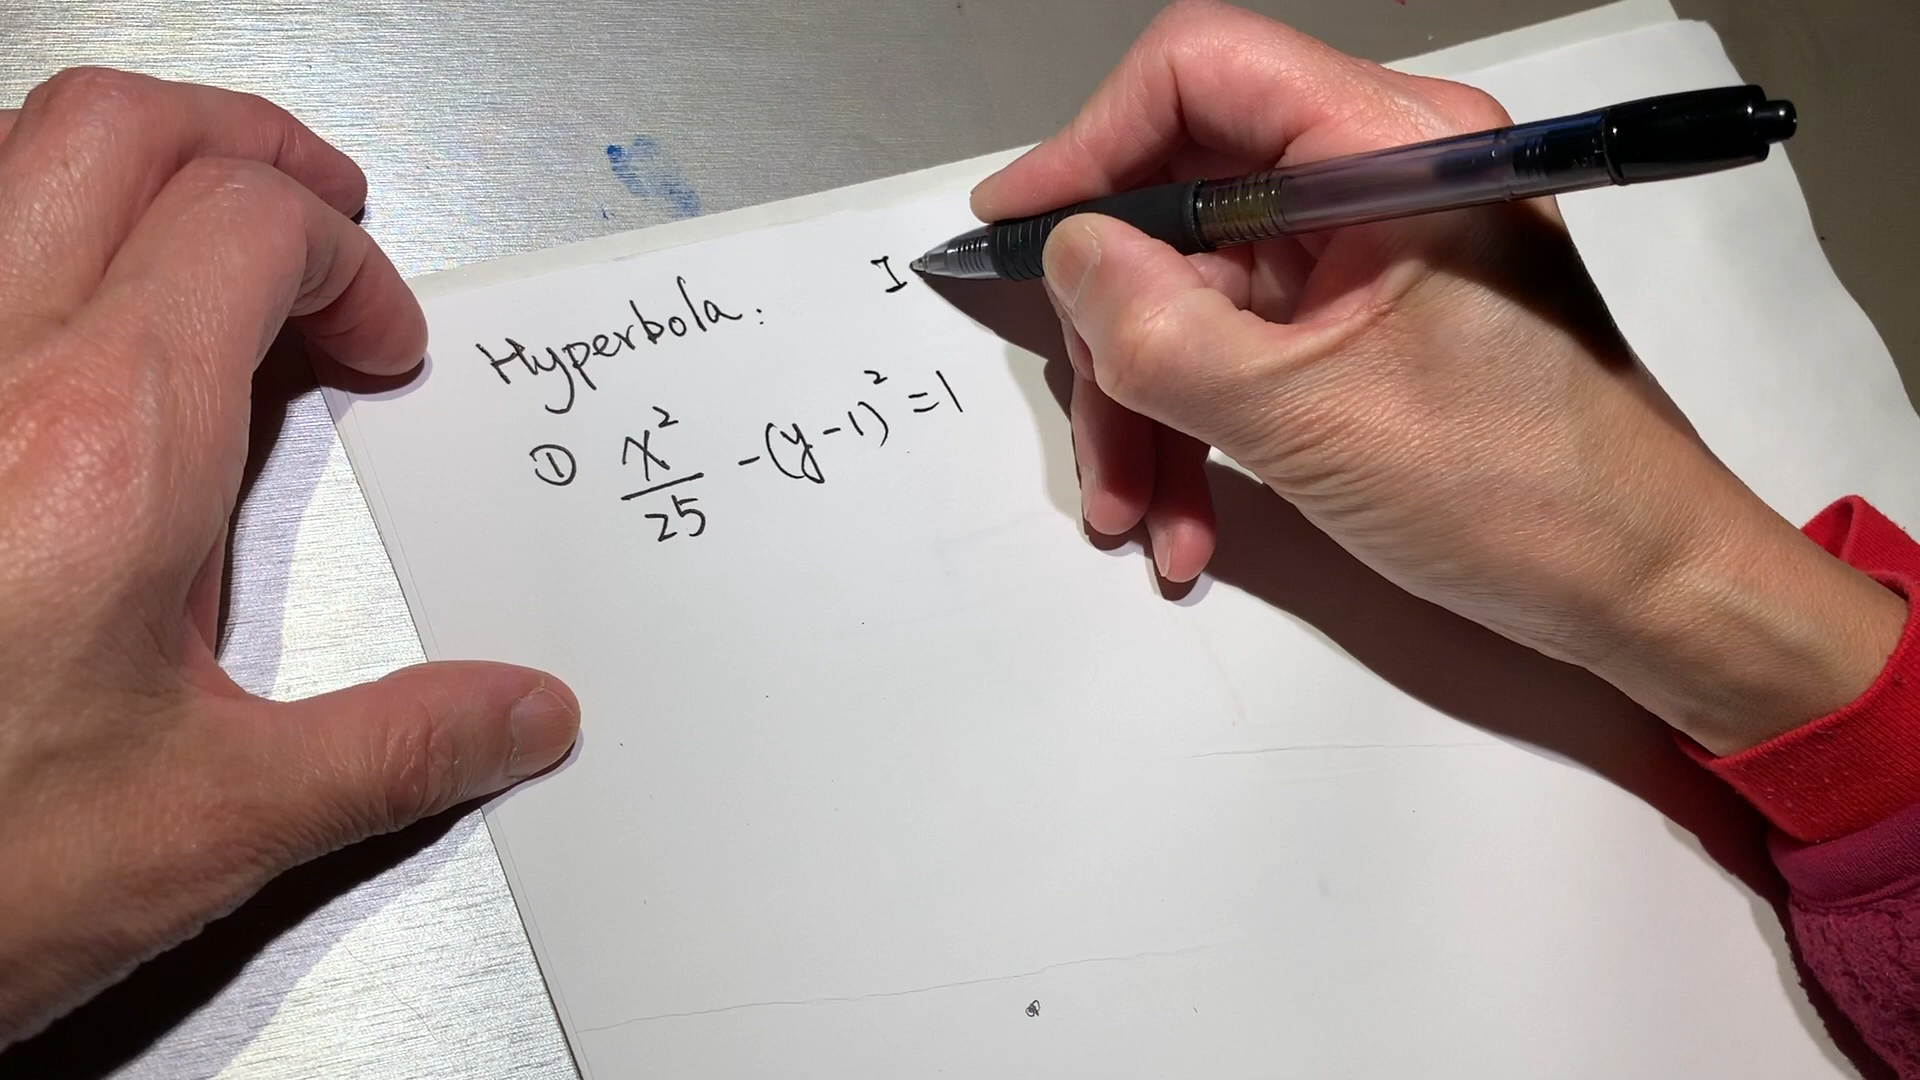 Hyperbola: I
① x²/25 - (y-1)² = 1